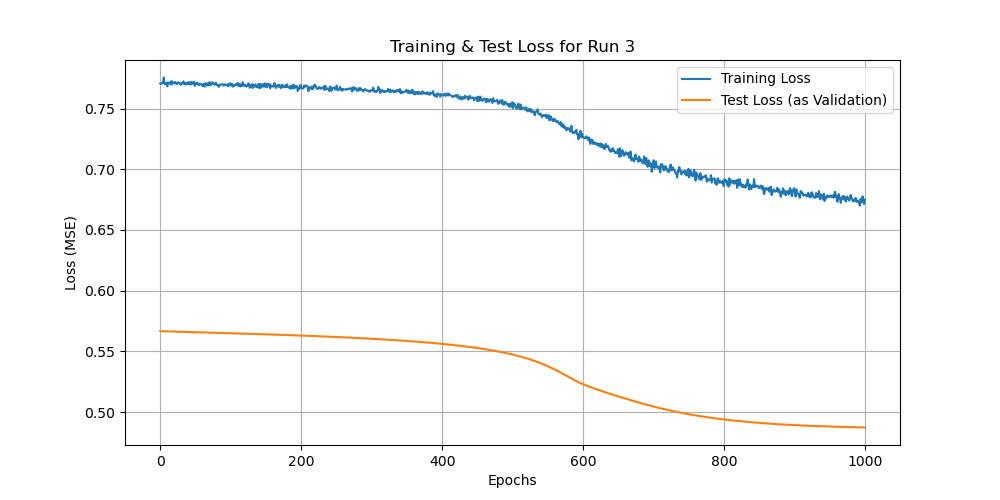 Training & Test Loss for Run 3
Training Loss
Test Loss (as Validation)
Loss (MSE)
0.75
0.70
0.65
0.60
0.55
0.50
0
200
400
600
800
1000
Epochs